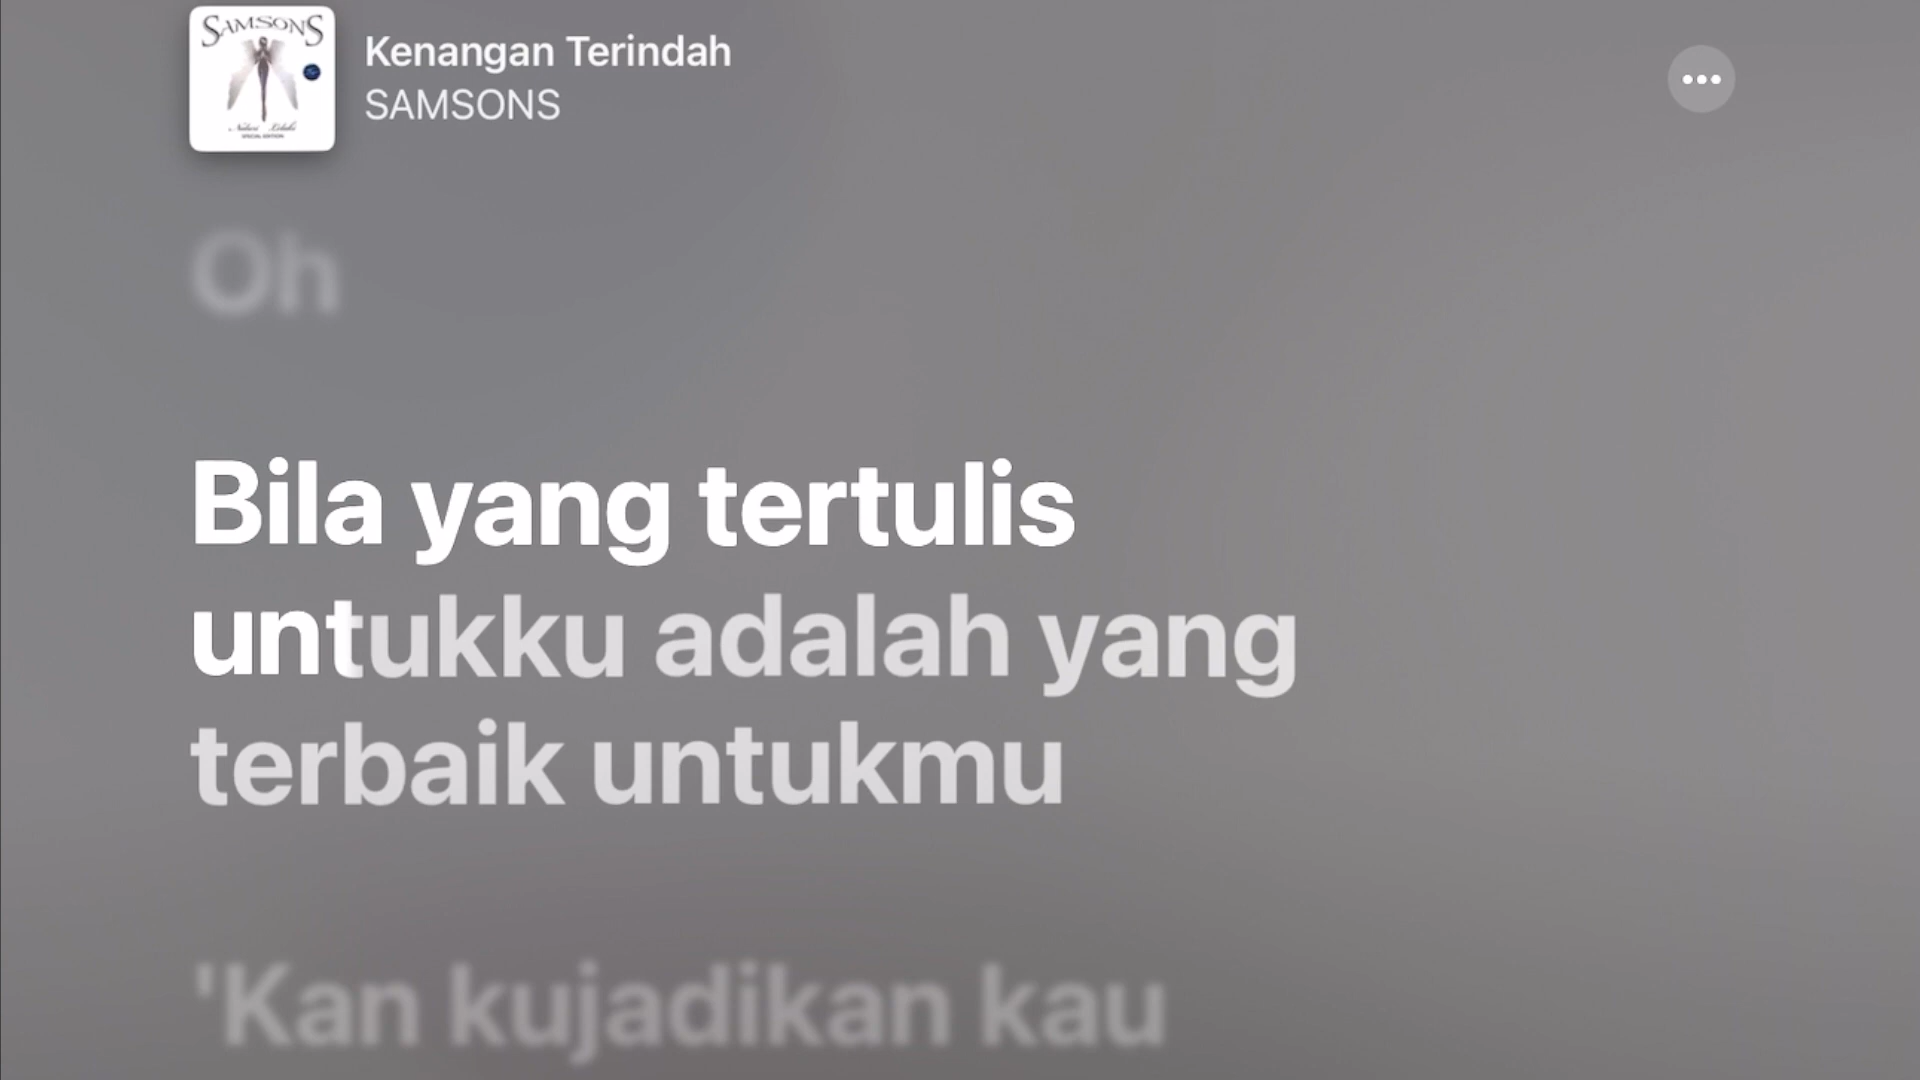 SAMSONS
Kenangan Terindah
SAMSONS
Oh
Bila yang tertulis
untukku adalah yang
terbaik untukmu
'Kan kujadikan kau